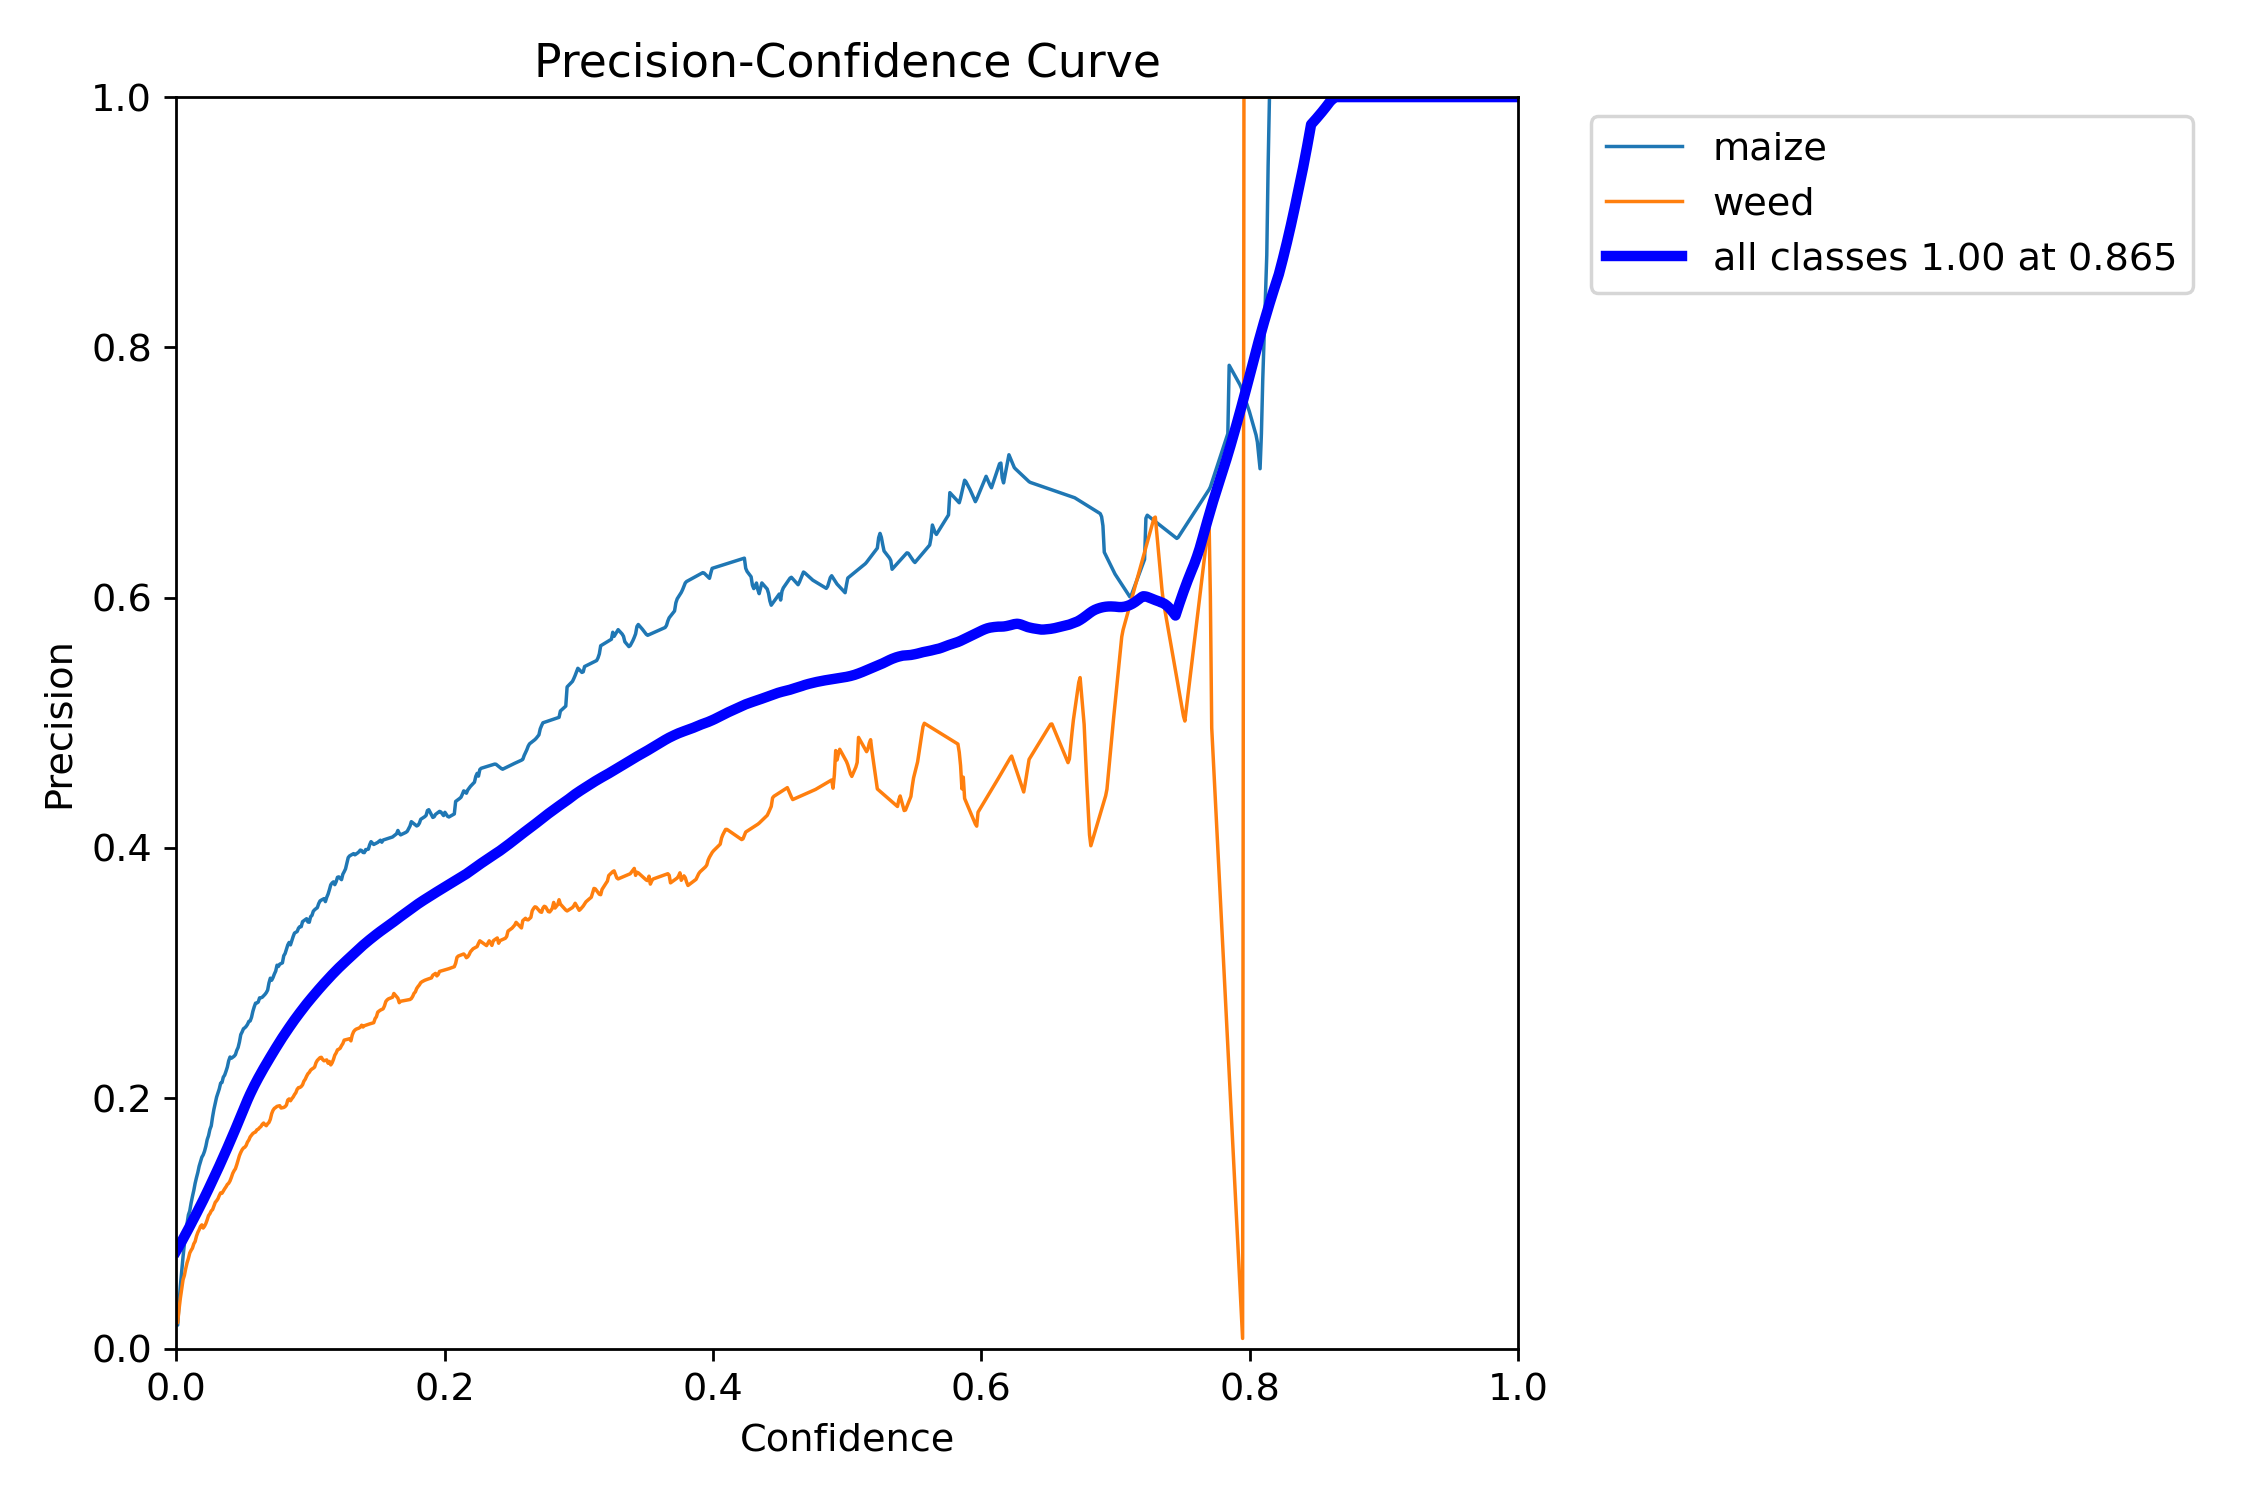 Precision-Confidence Curve
1.0
0.8
0.6
0.4
0.2
0.0
Precision
0.0 0.2 0.4 0.6 0.8 1.0
Confidence
maize
weed
all classes 1.00 at 0.865